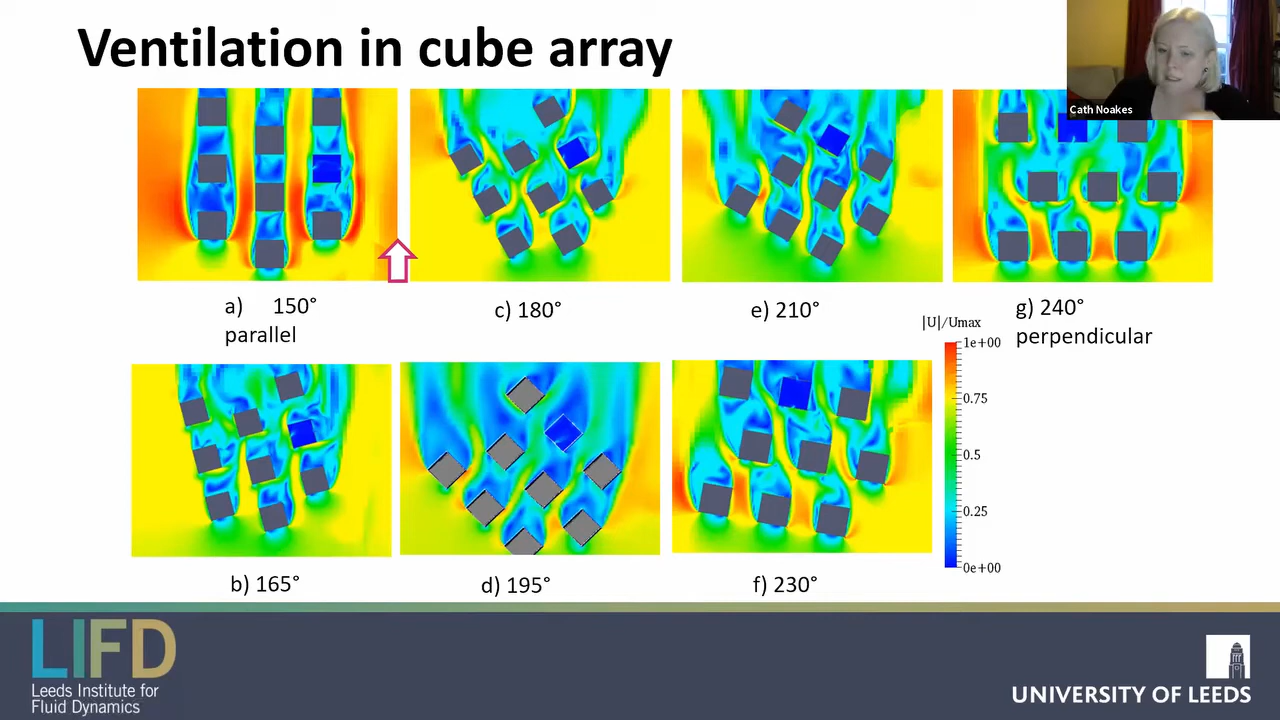 Ventilation in cube array
Cath Noakes
a) 150°
parallel
c) 180°
e) 210°
g) 240°
perpendicular
|U|/Umax
1e+00
0.75
0.5
0.25
0e+00
b) 165°
d) 195°
f) 230°
LIFD
Leeds Institute for
Fluid Dynamics
UNIVERSITY OF LEEDS